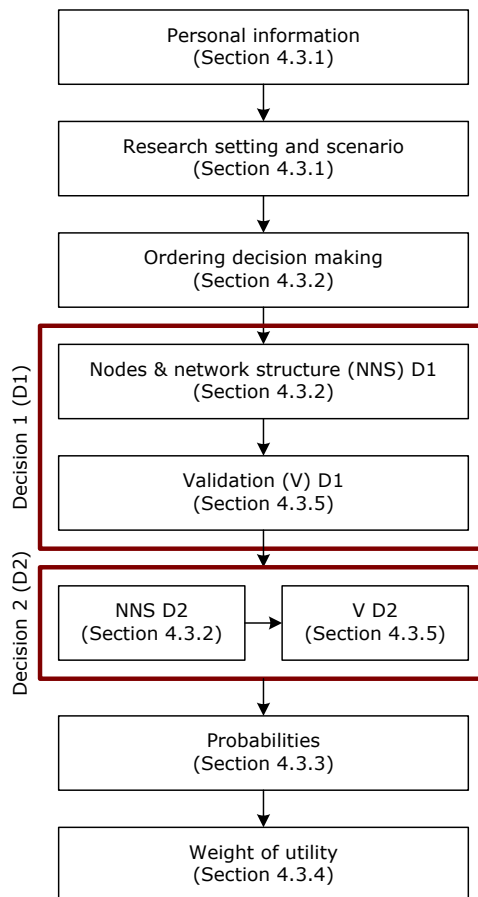 Personal information
(Section 4.3.1)
Research setting and scenario
(Section 4.3.1)
Ordering decision making
(Section 4.3.2)
Decision 1 (D1)
Nodes & network structure (NNS) D1
(Section 4.3.2)
Validation (V) D1
(Section 4.3.5)
Decision 2 (D2)
NNS D2
(Section 4.3.2)
V D2
(Section 4.3.5)
Probabilities
(Section 4.3.3)
Weight of utility
(Section 4.3.4)